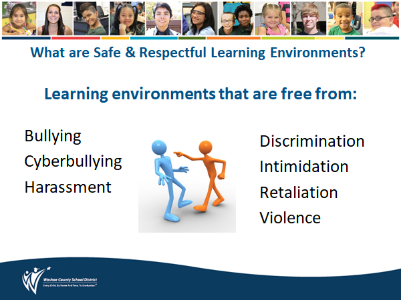 What are Safe & Respectful Learning Environments?
Learning environments that are free from:
Bullying
Cyberbullying
Harassment
Discrimination
Intimidation
Retaliation
Violence
Washoe County School District